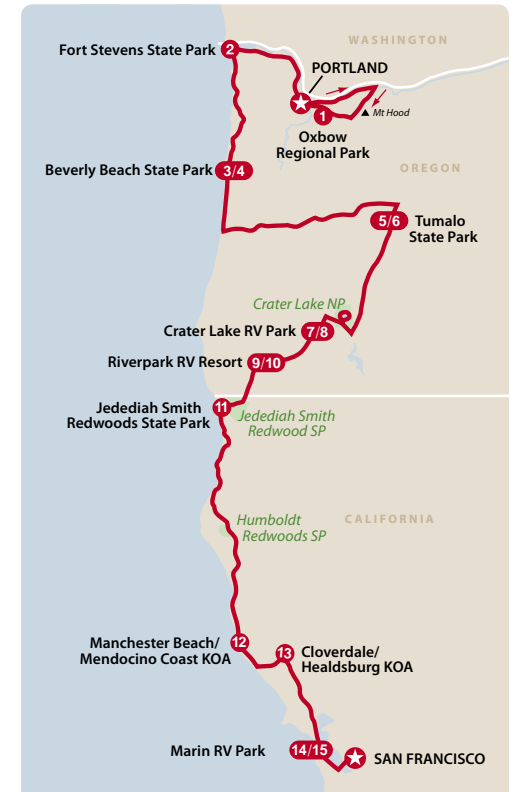 WASHINGTON
Fort Stevens State Park
2
PORTLAND
1
Mt Hood
Oxbow
Regional Park
OREGON
Beverly Beach State Park
3/4
5/6
Tumalo
State Park
Crater Lake NP
Crater Lake RV Park
7/8
Riverpark RV Resort
9/10
Jedediah Smith
Redwoods State Park
11
Jedediah Smith
Redwood SP
Humboldt
Redwoods SP
CALIFORNIA
Manchester Beach/
Mendocino Coast KOA
12
13
Cloverdale/
Healdsburg KOA
Marin RV Park
14/15
SAN FRANCISCO